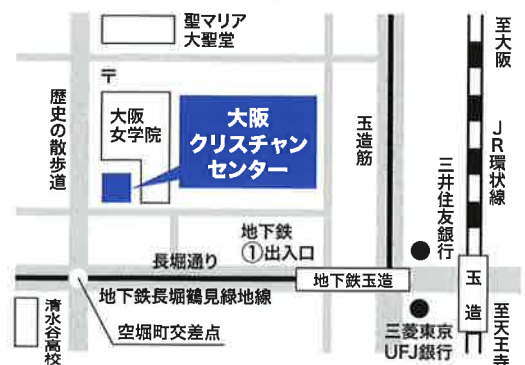 聖マリア
大聖堂
〒
大阪
女学院
大阪
クリスチャン
センター
歴史の散歩道
玉造筋
至大阪
JR環状線
三井住友銀行
地下鉄
①出入口
長堀通り
地下鉄玉造
玉造
地下鉄長堀鶴見緑地線
清水谷高校
空堀町交差点
三菱東京
UFJ銀行
至天王寺